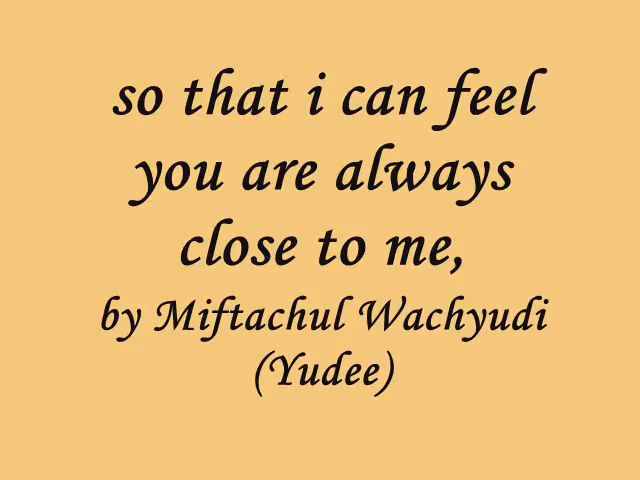 so that i can feel
you are always
close to me,
by Miftachul Wachyudi
(Yudee)